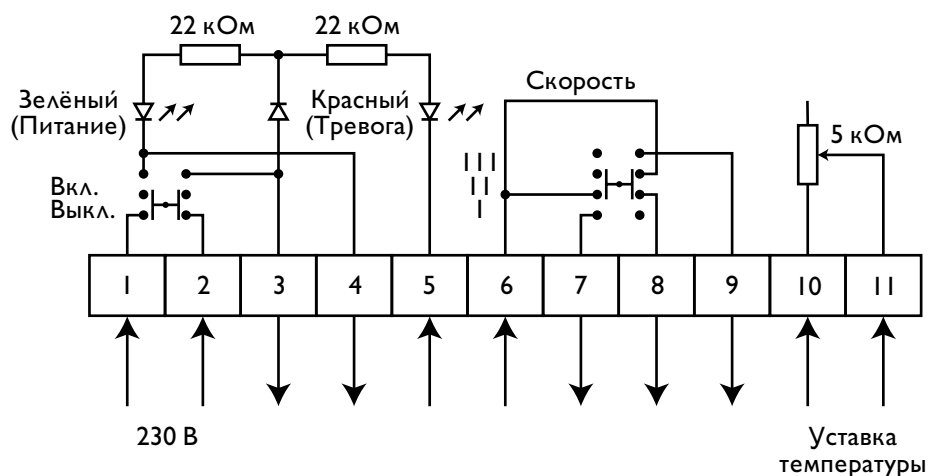 22 кОм
22 кОм
Зелёный
(Питание)
Красный
(Тревога)
Скорость
5 кОм
III
II
I
Вкл.
Выкл.
1 2 3 4 5 6 7 8 9 10 11
230 В
Уставка
температуры